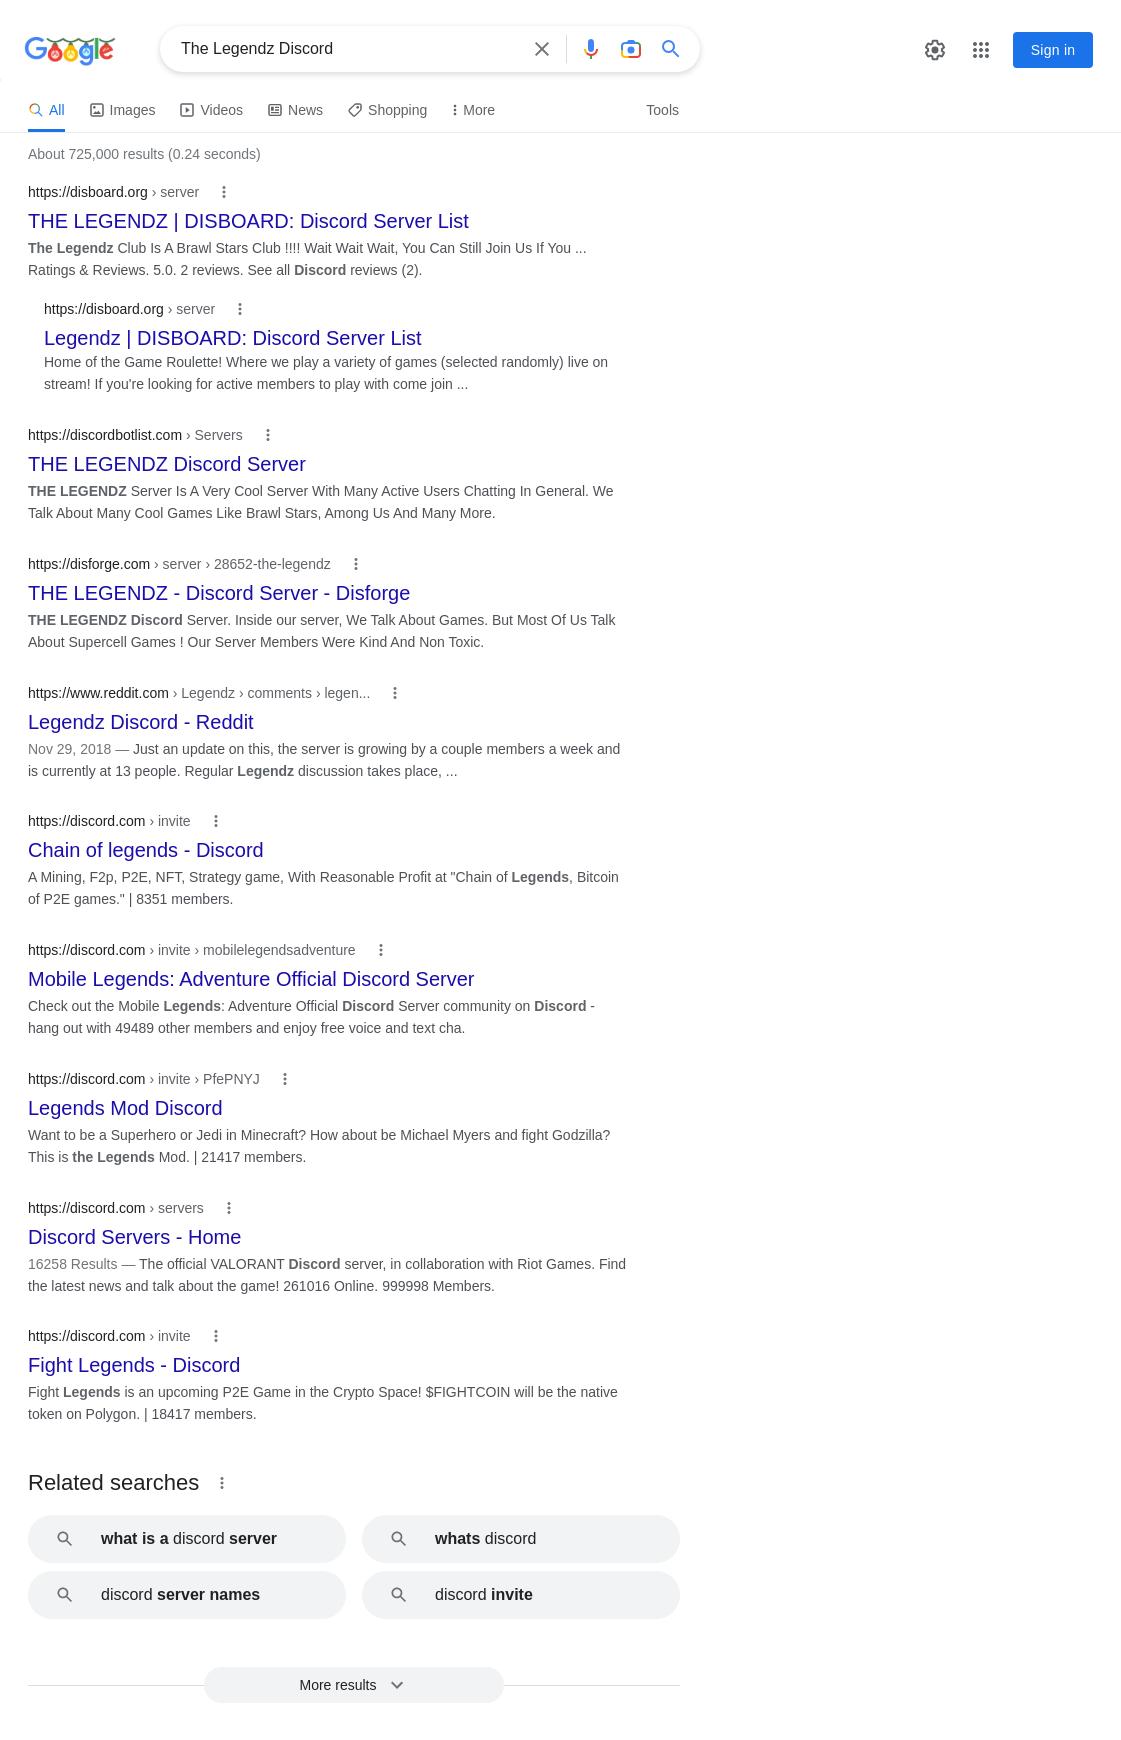 Google
The Legendz Discord
Sign in
All Images Videos News Shopping More Tools
About 725,000 results (0.24 seconds)
https://disboard.org › server
THE LEGENDZ | DISBOARD: Discord Server List
The Legendz Club Is A Brawl Stars Club !!!! Wait Wait Wait, You Can Still Join Us If You ...
Ratings & Reviews. 5.0. 2 reviews. See all Discord reviews (2).
https://disboard.org › server
Legendz | DISBOARD: Discord Server List
Home of the Game Roulette! Where we play a variety of games (selected randomly) live on
stream! If you're looking for active members to play with come join ...
https://discordbotlist.com › Servers
THE LEGENDZ Discord Server
THE LEGENDZ Server Is A Very Cool Server With Many Active Users Chatting In General. We
Talk About Many Cool Games Like Brawl Stars, Among Us And Many More.
https://disforge.com › server › 28652-the-legendz
THE LEGENDZ - Discord Server - Disforge
THE LEGENDZ Discord Server. Inside our server, We Talk About Games. But Most Of Us Talk
About Supercell Games ! Our Server Members Were Kind And Non Toxic.
https://www.reddit.com › Legendz › comments › legen...
Legendz Discord - Reddit
Nov 29, 2018 — Just an update on this, the server is growing by a couple members a week and
is currently at 13 people. Regular Legendz discussion takes place, ...
https://discord.com › invite
Chain of legends - Discord
A Mining, F2p, P2E, NFT, Strategy game, With Reasonable Profit at "Chain of Legends, Bitcoin
of P2E games." | 8351 members.
https://discord.com › invite › mobilelegendsadventure
Mobile Legends: Adventure Official Discord Server
Check out the Mobile Legends: Adventure Official Discord Server community on Discord -
hang out with 49489 other members and enjoy free voice and text cha.
https://discord.com › invite › PfePNYJ
Legends Mod Discord
Want to be a Superhero or Jedi in Minecraft? How about be Michael Myers and fight Godzilla?
This is the Legends Mod. | 21417 members.
https://discord.com › servers
Discord Servers - Home
16258 Results — The official VALORANT Discord server, in collaboration with Riot Games. Find
the latest news and talk about the game! 261016 Online. 999998 Members.
https://discord.com › invite
Fight Legends - Discord
Fight Legends is an upcoming P2E Game in the Crypto Space! $FIGHTCOIN will be the native
token on Polygon. | 18417 members.
Related searches
what is a discord server
whats discord
discord server names
discord invite
More results